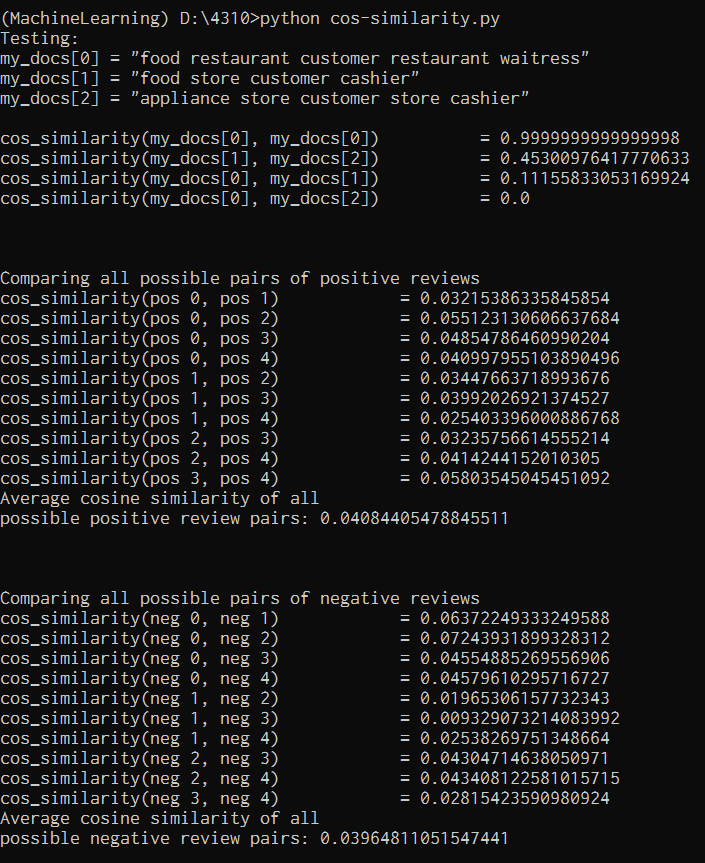 (MachineLearning) D:\4310>python cos-similarity.py
Testing:
my_docs[0] = "food restaurant customer restaurant waitress"
my_docs[1] = "food store customer cashier"
my_docs[2] = "appliance store customer store cashier"
cos_similarity(my_docs[0], my_docs[0]) = 0.9999999999999998
cos_similarity(my_docs[1], my_docs[2]) = 0.45300976417770633
cos_similarity(my_docs[0], my_docs[1]) = 0.11155833053169924
cos_similarity(my_docs[0], my_docs[2]) = 0.0
Comparing all possible pairs of positive reviews
cos_similarity(pos 0, pos 1) = 0.03215386335845854
cos_similarity(pos 0, pos 2) = 0.055123130606637684
cos_similarity(pos 0, pos 3) = 0.04854786460990204
cos_similarity(pos 0, pos 4) = 0.040997955103890496
cos_similarity(pos 1, pos 2) = 0.03447663718993676
cos_similarity(pos 1, pos 3) = 0.03992026921374527
cos_similarity(pos 1, pos 4) = 0.025403396000886768
cos_similarity(pos 2, pos 3) = 0.03235756614555214
cos_similarity(pos 2, pos 4) = 0.0414244152010305
cos_similarity(pos 3, pos 4) = 0.05803545045451092
Average cosine similarity of all
possible positive review pairs: 0.04084405478845511
Comparing all possible pairs of negative reviews
cos_similarity(neg 0, neg 1) = 0.06372249333249588
cos_similarity(neg 0, neg 2) = 0.07243931899328312
cos_similarity(neg 0, neg 3) = 0.04554885269556906
cos_similarity(neg 0, neg 4) = 0.04579610295716727
cos_similarity(neg 1, neg 2) = 0.01965306157732343
cos_similarity(neg 1, neg 3) = 0.009329073214083992
cos_similarity(neg 1, neg 4) = 0.02538269751348664
cos_similarity(neg 2, neg 3) = 0.04304714638050971
cos_similarity(neg 2, neg 4) = 0.043408122581015715
cos_similarity(neg 3, neg 4) = 0.02815423590980924
Average cosine similarity of all
possible negative review pairs: 0.03964811051547441